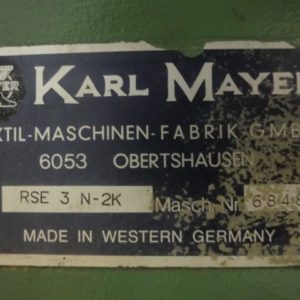 KARL MAYER
XTIL-MASCHINEN-FABRIK GMB
6053 OBERTSHAUSEN
RSE 3 N-2K Masch.-Nr. 6848
MADE IN WESTERN GERMANY